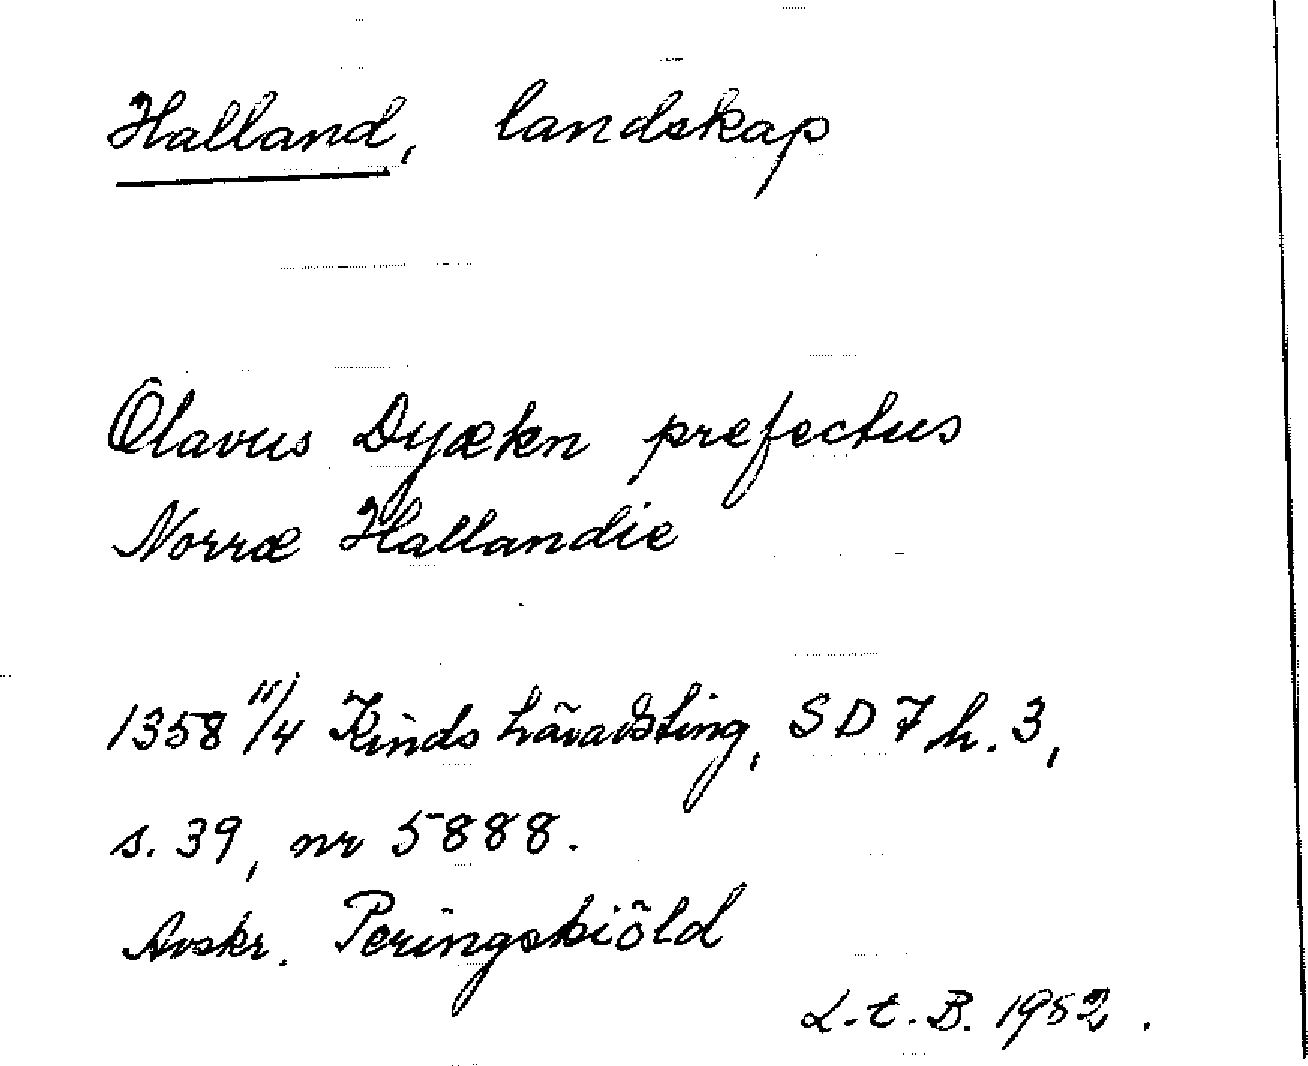 Halland, landskap
Olavus Dyækn prefectus
Norræ Hallandie
1358 11/4 Kinds häradsting, SD 7 h. 3,
s. 39, nr 5888.
Avskr. Peringskiöld
L. t. B. 1952.